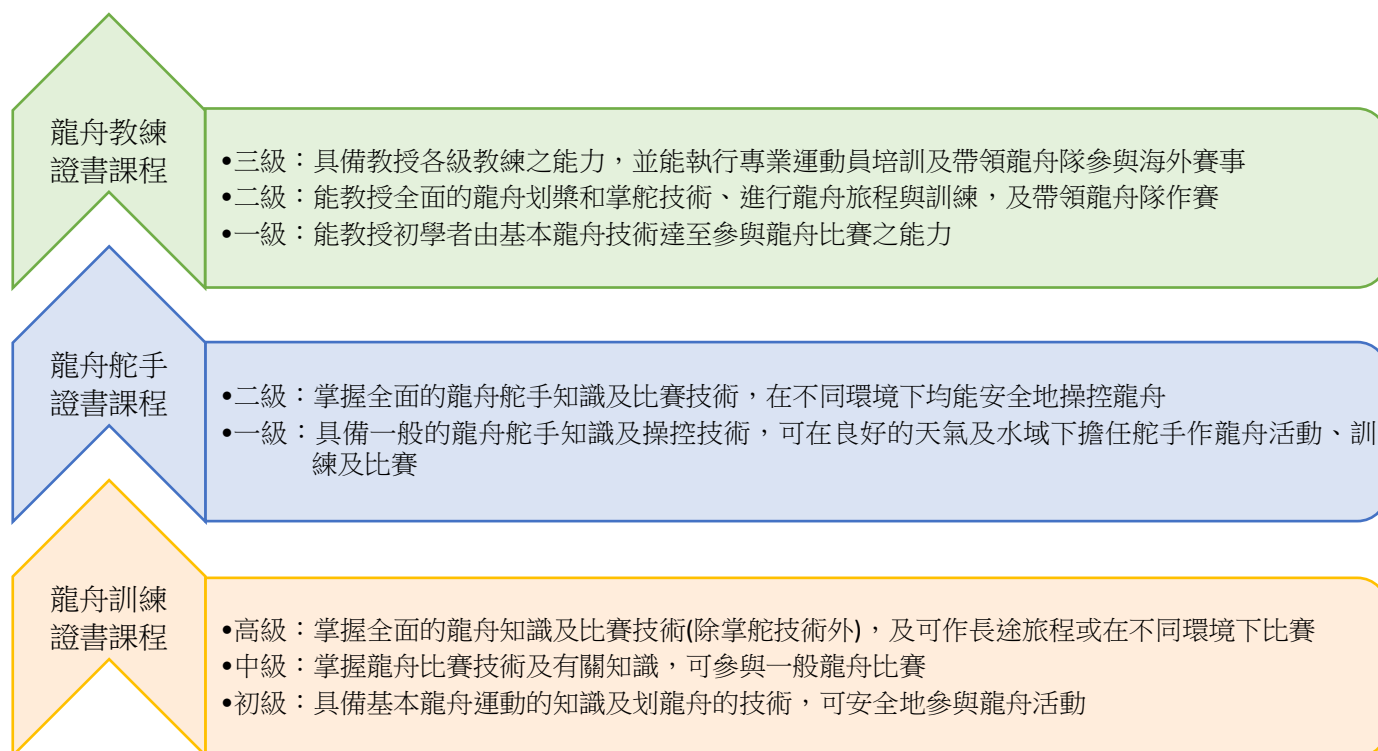 龍舟教練
證書課程
•三級：具備教授各級教練之能力，並能執行專業運動員培訓及帶領龍舟隊參與海外賽事
•二級：能教授全面的龍舟划槳和掌舵技術、進行龍舟旅程與訓練，及帶領龍舟隊作賽
•一級：能教授初學者由基本龍舟技術達至參與龍舟比賽之能力
龍舟舵手
證書課程
•二級：掌握全面的龍舟舵手知識及比賽技術，在不同環境下均能安全地操控龍舟
•一級：具備一般的龍舟舵手知識及操控技術，可在良好的天氣及水域下擔任舵手作龍舟活動、訓
練及比賽
龍舟訓練
證書課程
•高級：掌握全面的龍舟知識及比賽技術(除掌舵技術外)，及可作長途旅程或在不同環境下比賽
•中級：掌握龍舟比賽技術及有關知識，可參與一般龍舟比賽
•初級：具備基本龍舟運動的知識及划龍舟的技術，可安全地參與龍舟活動